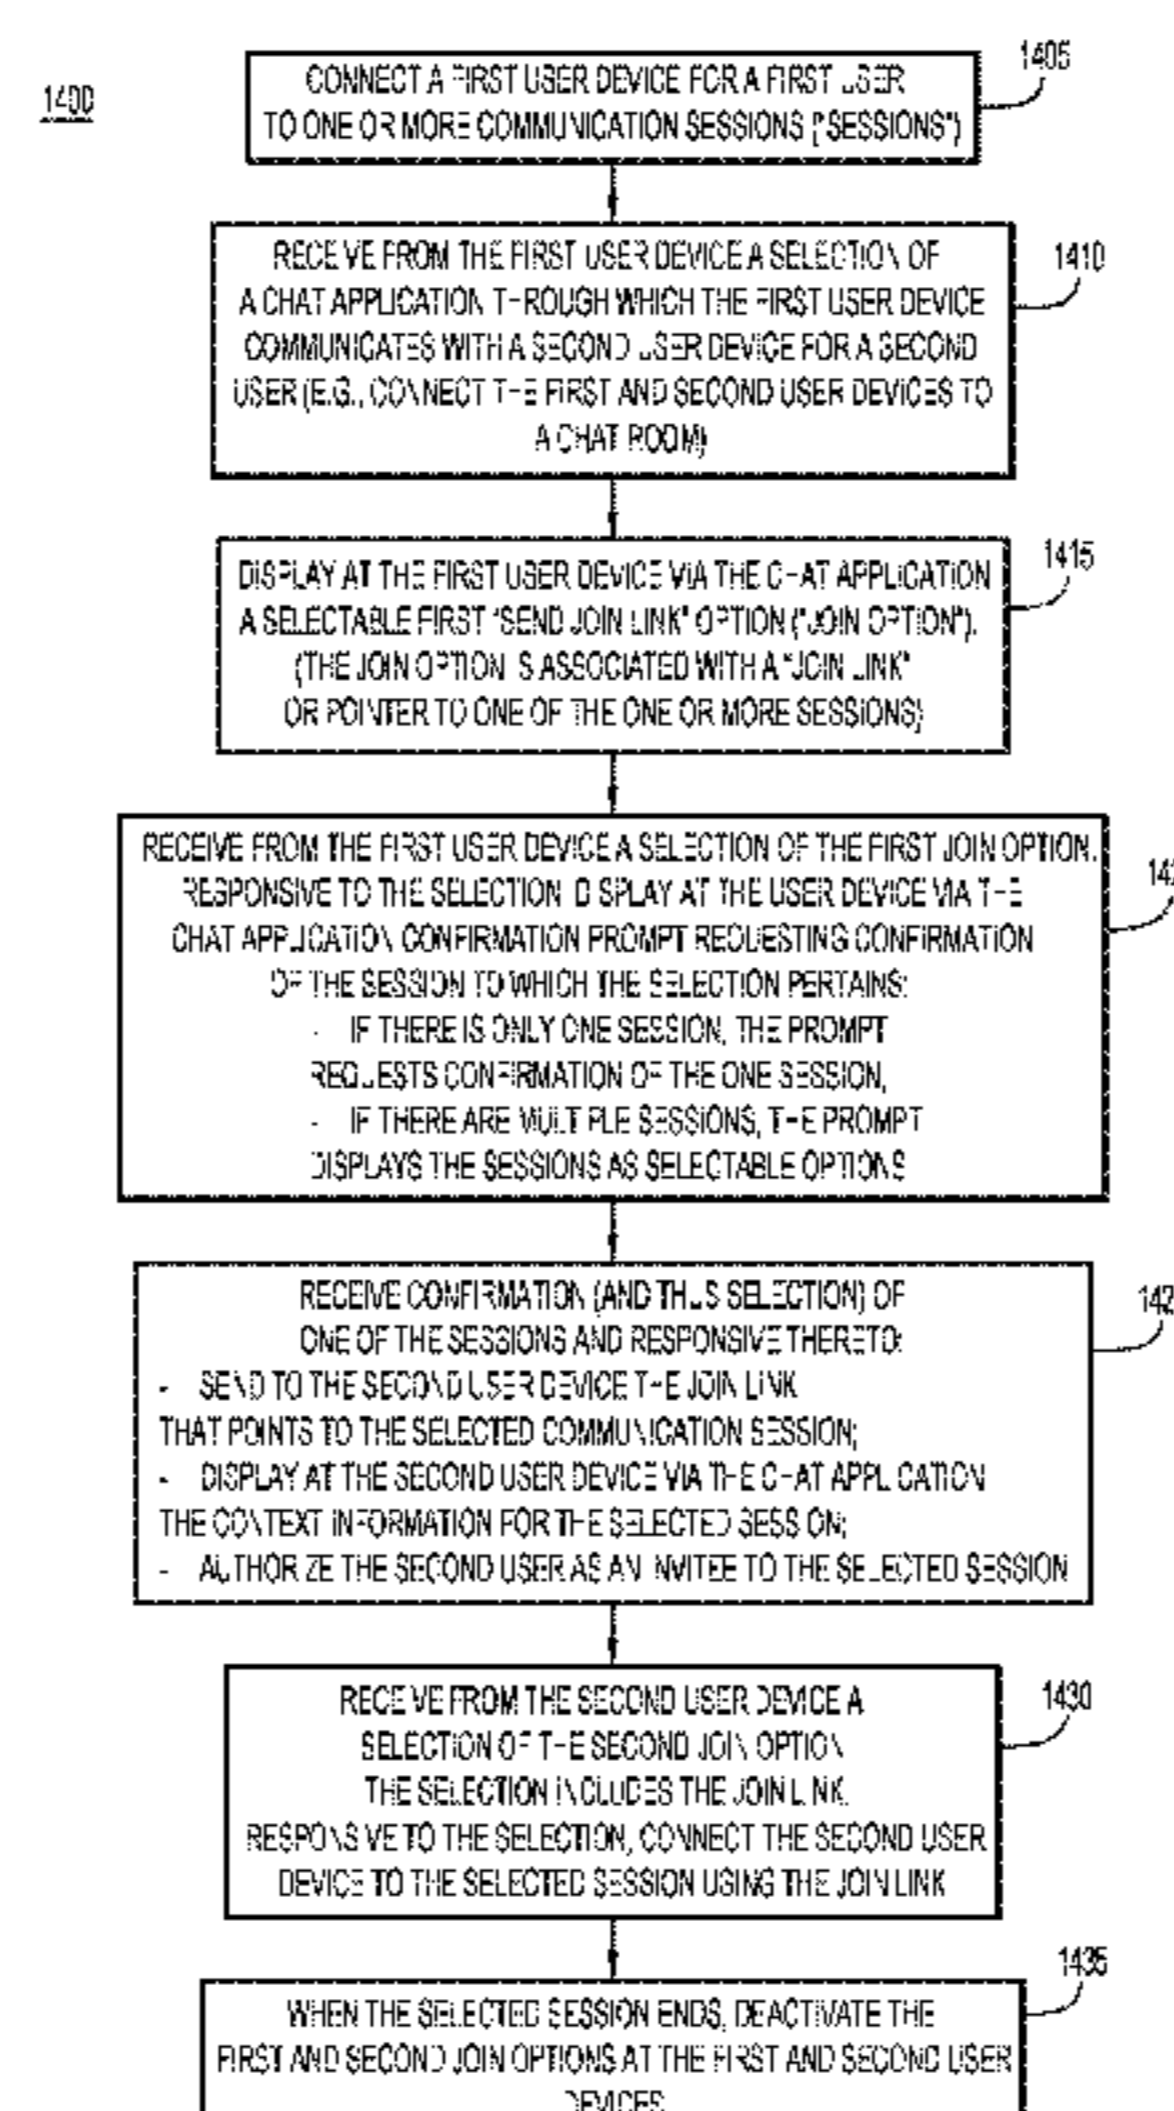 1400
1405
CONNECT A FIRST USER DEVICE FOR A FIRST USER
TO ONE OR MORE COMMUNICATION SESSIONS ("SESSIONS")
1410
RECEIVE FROM THE FIRST USER DEVICE A SELECTION OF
A CHAT APPLICATION THROUGH WHICH THE FIRST USER DEVICE
COMMUNICATES WITH A SECOND USER DEVICE FOR A SECOND
USER (E.G., CONNECT THE FIRST AND SECOND USER DEVICES TO
A CHAT ROOM)
1415
DISPLAY AT THE FIRST USER DEVICE VIA THE CHAT APPLICATION
A SELECTABLE FIRST "SEND JOIN LINK" OPTION ("JOIN OPTION").
(THE JOIN OPTION IS ASSOCIATED WITH A "JOIN LINK"
OR POINTER TO ONE OF THE ONE OR MORE SESSIONS)
RECEIVE FROM THE FIRST USER DEVICE A SELECTION OF THE FIRST JOIN OPTION.
142
RESPONSIVE TO THE SELECTION DISPLAY AT THE USER DEVICE VIA THE
CHAT APPLICATION CONFIRMATION PROMPT REQUESTING CONFIRMATION
OF THE SESSION TO WHICH THE SELECTION PERTAINS:
- IF THERE IS ONLY ONE SESSION, THE PROMPT
REQUESTS CONFIRMATION OF THE ONE SESSION,
- IF THERE ARE MULTIPLE SESSIONS, THE PROMPT
DISPLAYS THE SESSIONS AS SELECTABLE OPTIONS
142
RECEIVE CONFIRMATION (AND THUS SELECTION) OF
ONE OF THE SESSIONS AND RESPONSIVE THERETO:
- SEND TO THE SECOND USER DEVICE THE JOIN LINK
THAT POINTS TO THE SELECTED COMMUNICATION SESSION;
- DISPLAY AT THE SECOND USER DEVICE VIA THE CHAT APPLICATION
THE CONTEXT INFORMATION FOR THE SELECTED SESSION;
- AUTHORIZE THE SECOND USER AS AN INVITEE TO THE SELECTED SESSION
1430
RECEIVE FROM THE SECOND USER DEVICE A
SELECTION OF THE SECOND JOIN OPTION
THE SELECTION INCLUDES THE JOIN LINK.
RESPONSIVE TO THE SELECTION, CONNECT THE SECOND USER
DEVICE TO THE SELECTED SESSION USING THE JOIN LINK
1435
WHEN THE SELECTED SESSION ENDS, DEACTIVATE THE
FIRST AND SECOND JOIN OPTIONS AT THE FIRST AND SECOND USER
DEVICES